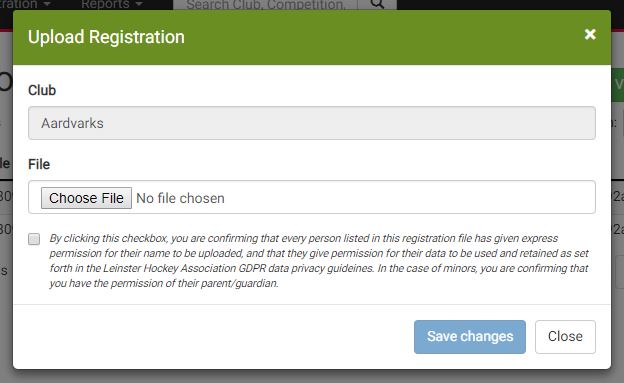 Reports
Search Club, Competition,
Upload Registration
×
Club
Aardvarks
File
Choose File No file chosen
By clicking this checkbox, you are confirming that every person listed in this registration file has given express
permission for their name to be uploaded, and that they give permission for their data to be used and retained as set
forth in the Leinster Hockey Association GDPR data privacy guideines. In the case of minors, you are confirming that
you have the permission of their parent/guardian.
Save changes Close